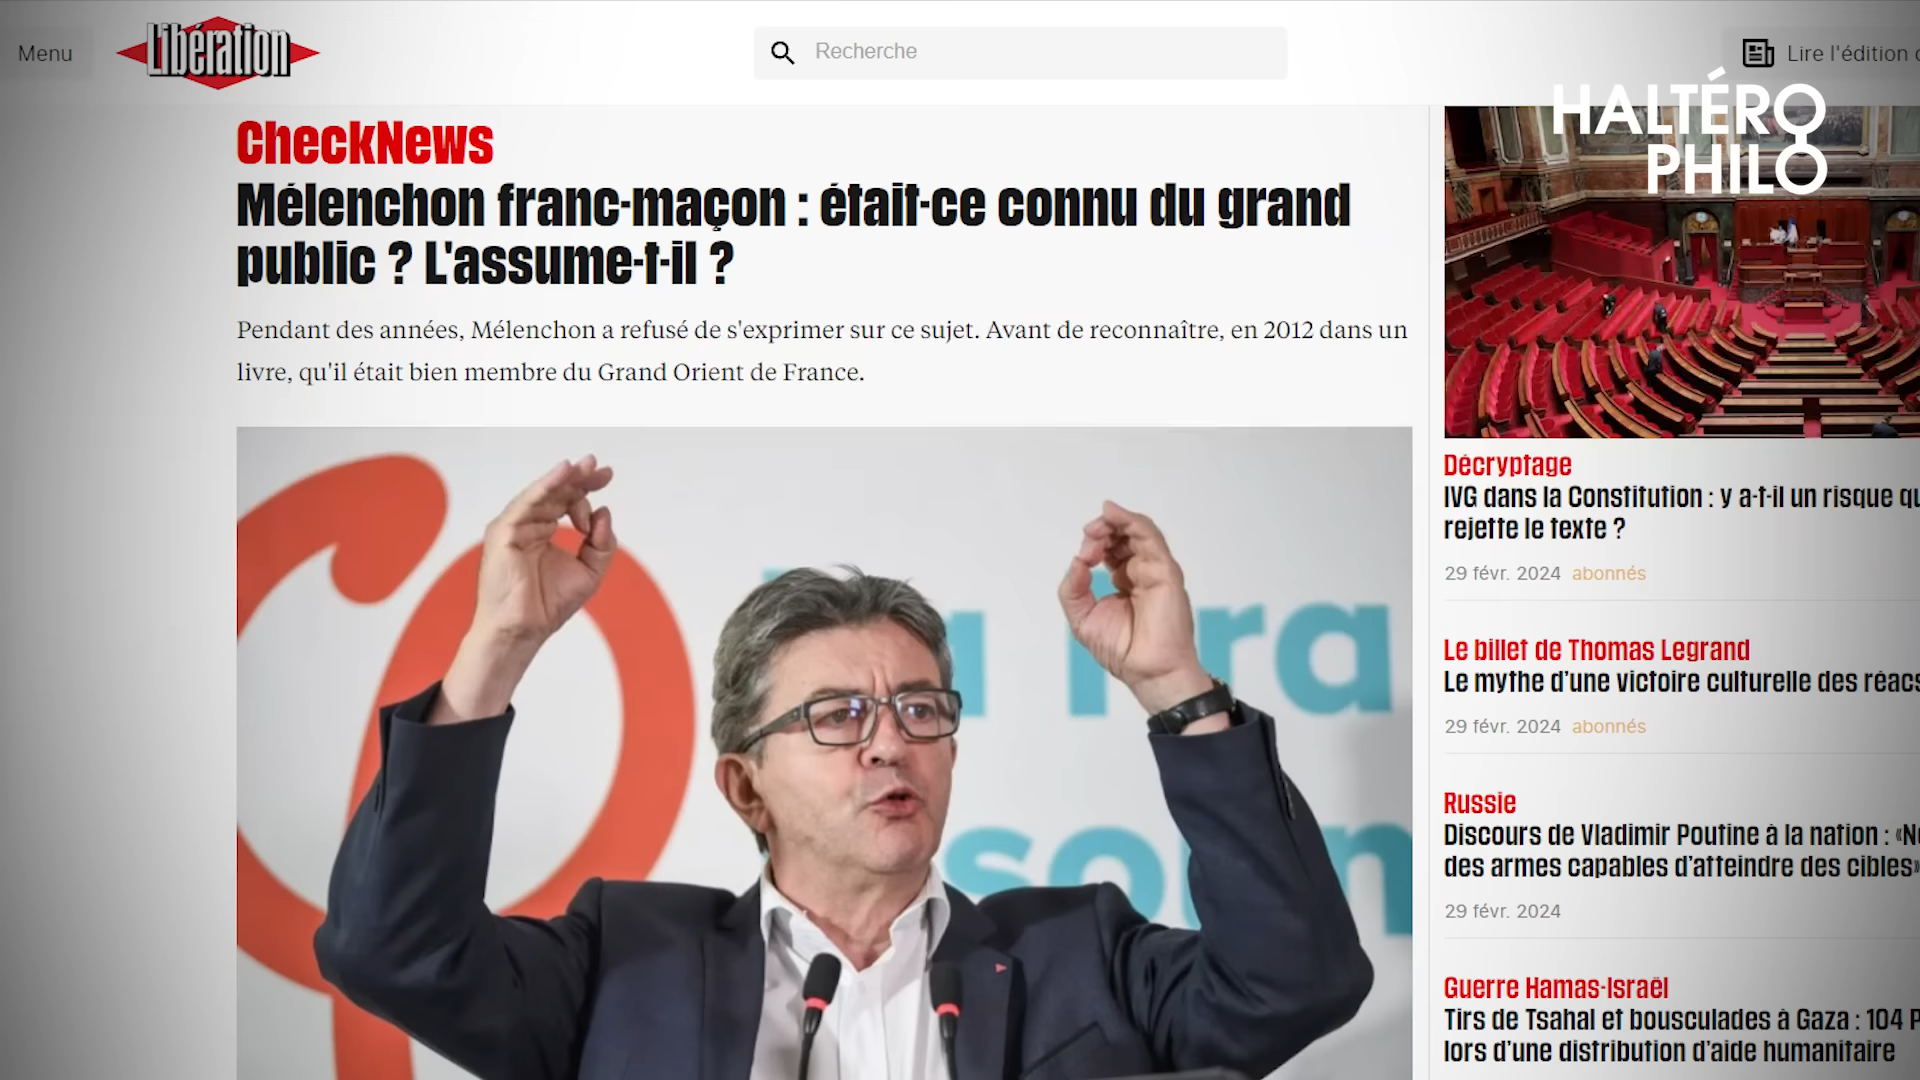 Menu
Libération
Recherche
Lire l'édition
HALTÉRO
PHILO
CheckNews
Mélenchon franc-maçon : était-ce connu du grand
public ? L'assume-t-il ?
Pendant des années, Mélenchon a refusé de s'exprimer sur ce sujet. Avant de reconnaître, en 2012 dans un
livre, qu'il était bien membre du Grand Orient de France.
la fra
soum
Décryptage
IVG dans la Constitution : y a-t-il un risque qu
rejette le texte ?
29 févr. 2024 abonnés
Le billet de Thomas Legrand
Le mythe d'une victoire culturelle des réacs
29 févr. 2024 abonnés
Russie
Discours de Vladimir Poutine à la nation : «N
des armes capables d'atteindre des cibles»
29 févr. 2024
Guerre Hamas-Israël
Tirs de Tsahal et bousculades à Gaza : 104 P
lors d'une distribution d'aide humanitaire